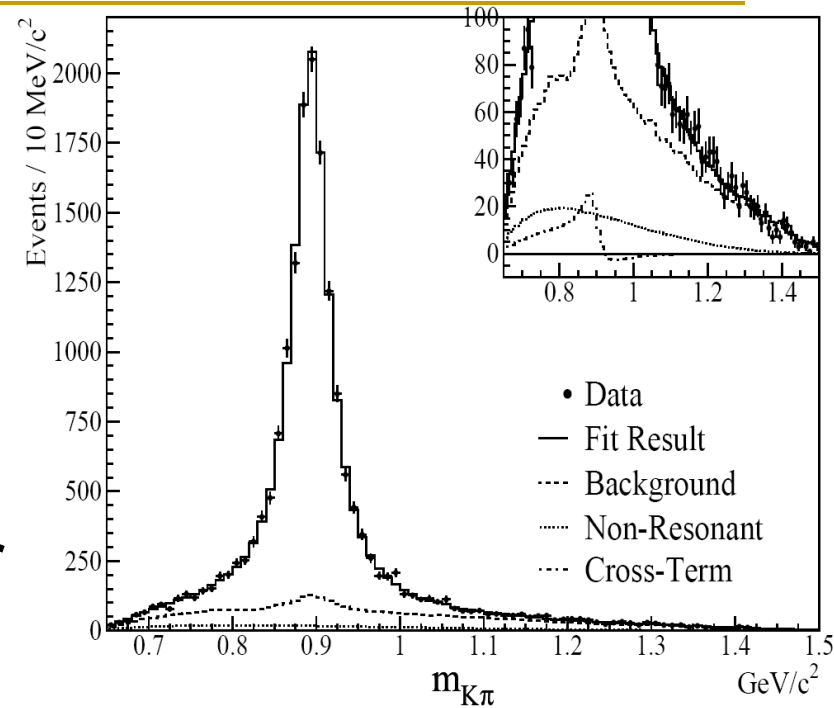 Events / 10 MeV/c²
2000
1750
1500
1250
1000
750
500
250
0
0.7 0.8 0.9 1 1.1 1.2 1.3 1.4 1.5
m_Kπ
GeV/c²
100
80
60
40
20
0
0.8 1 1.2 1.4
• Data
Fit Result
Background
Non-Resonant
Cross-Term